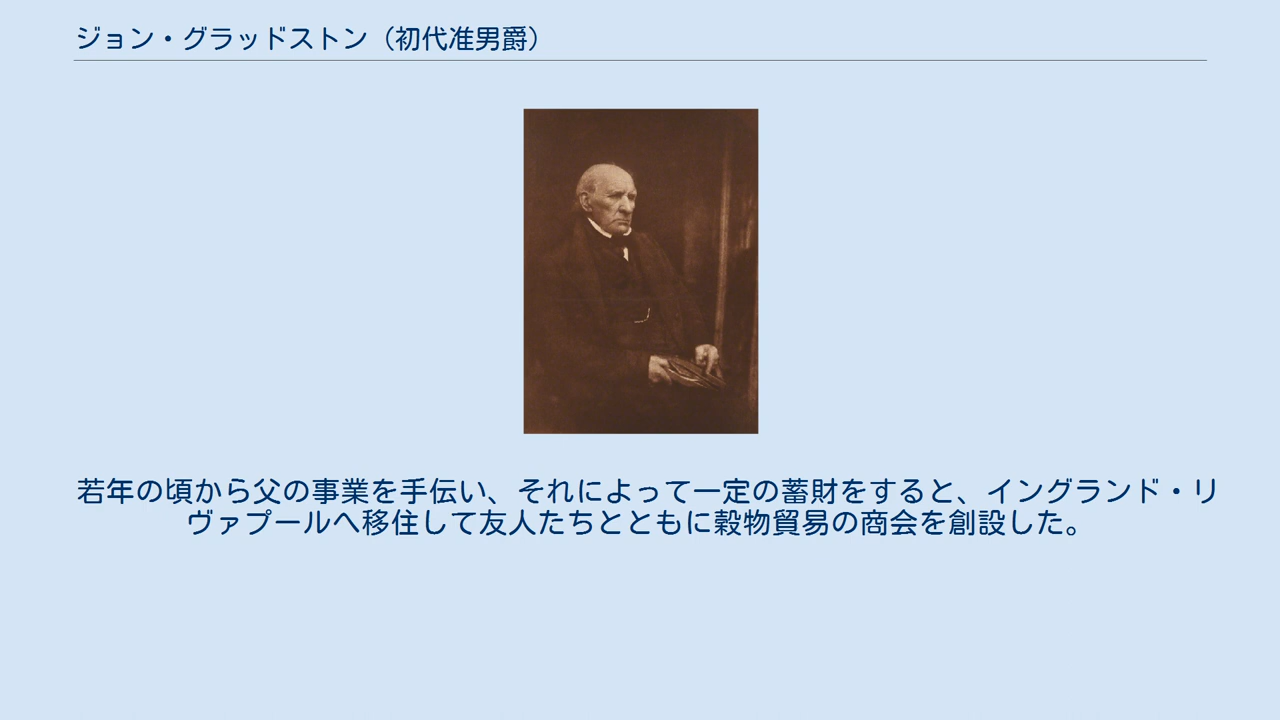 ジョン・グラッドストン（初代准男爵）
若年の頃から父の事業を手伝い、それによって一定の蓄財をすると、イングランド・リ
ヴァプールへ移住して友人たちとともに穀物貿易の商会を創設した。